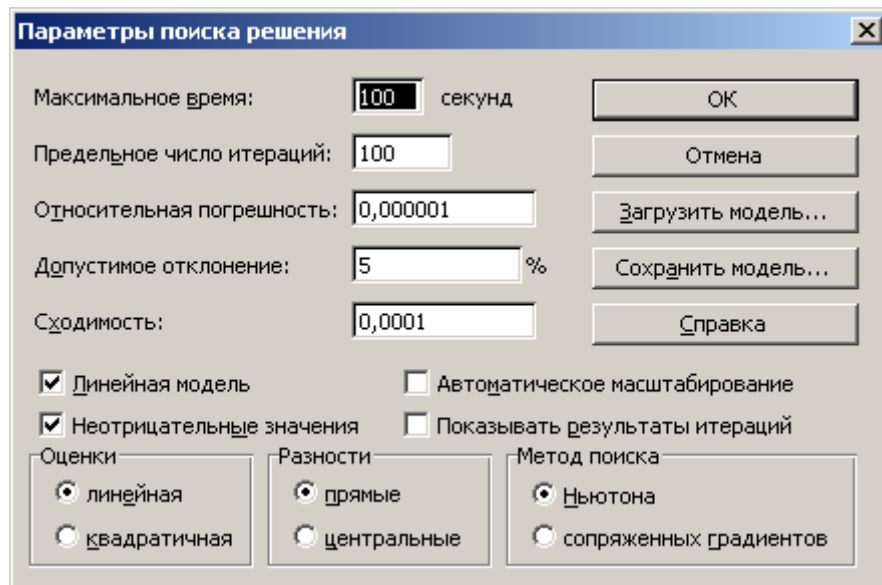 Параметры поиска решения
Максимальное время: 100 секунд ОК
Предельное число итераций: 100 Отмена
Относительная погрешность: 0,000001 Загрузить модель...
Допустимое отклонение: 5 % Сохранить модель...
Сходимость: 0,0001 Справка
Линейная модель Автоматическое масштабирование
Неотрицательные значения Показывать результаты итераций
Оценки Разности Метод поиска
линейная прямые Ньютона
квадратичная центральные сопряженных градиентов